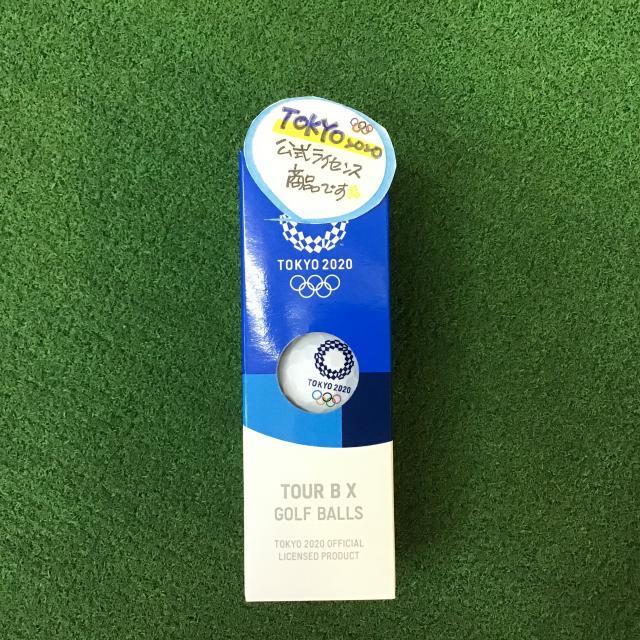 TOKYO 2020
公式ライセンス
商品です
TOKYO 2020
TOKYO 2020
TOUR B X
GOLF BALLS
TOKYO 2020 OFFICIAL
LICENSED PRODUCT